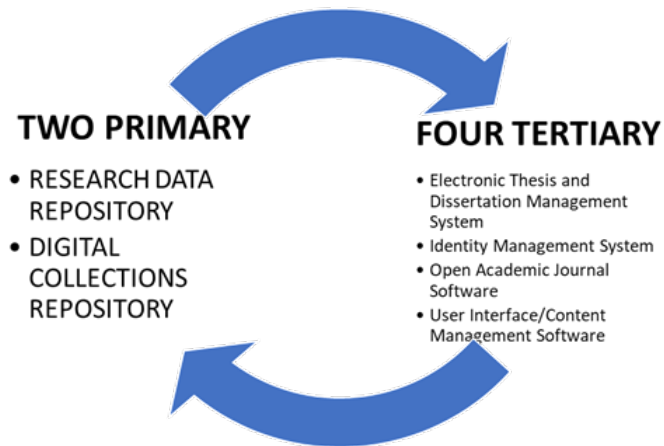 TWO PRIMARY
• RESEARCH DATA
REPOSITORY
• DIGITAL
COLLECTIONS
REPOSITORY
FOUR TERTIARY
• Electronic Thesis and
Dissertation Management
System
• Identity Management System
• Open Academic Journal
Software
• User Interface/Content
Management Software